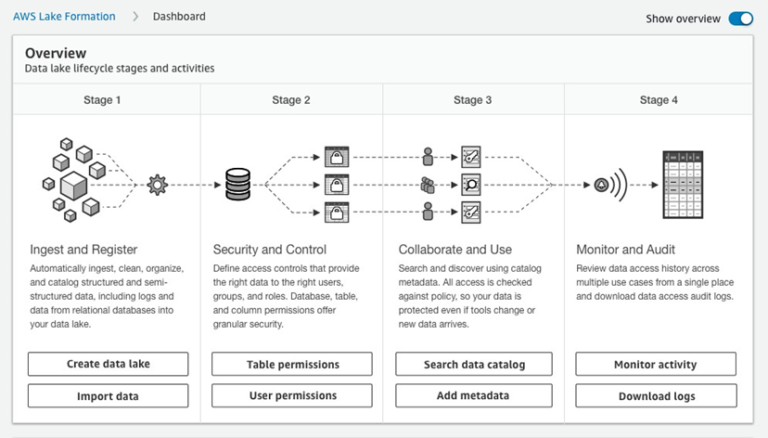 AWS Lake Formation > Dashboard
Show overview
Overview
Data lake lifecycle stages and activities
Stage 1
Stage 2
Stage 3
Stage 4
Ingest and Register
Automatically ingest, clean, organize,
and catalog structured and semi-
structured data, including logs and
data from relational databases into
your data lake.
Create data lake
Import data
Security and Control
Define access controls that provide
the right data to the right users,
groups, and roles. Database, table,
and column permissions offer
granular security.
Table permissions
User permissions
Collaborate and Use
Search and discover using catalog
metadata. All access is checked
against policy, so your data is
protected even if tools change or
new data arrives.
Search data catalog
Add metadata
Monitor and Audit
Review data access history across
multiple use cases from a single place
and download data access audit logs.
Monitor activity
Download logs